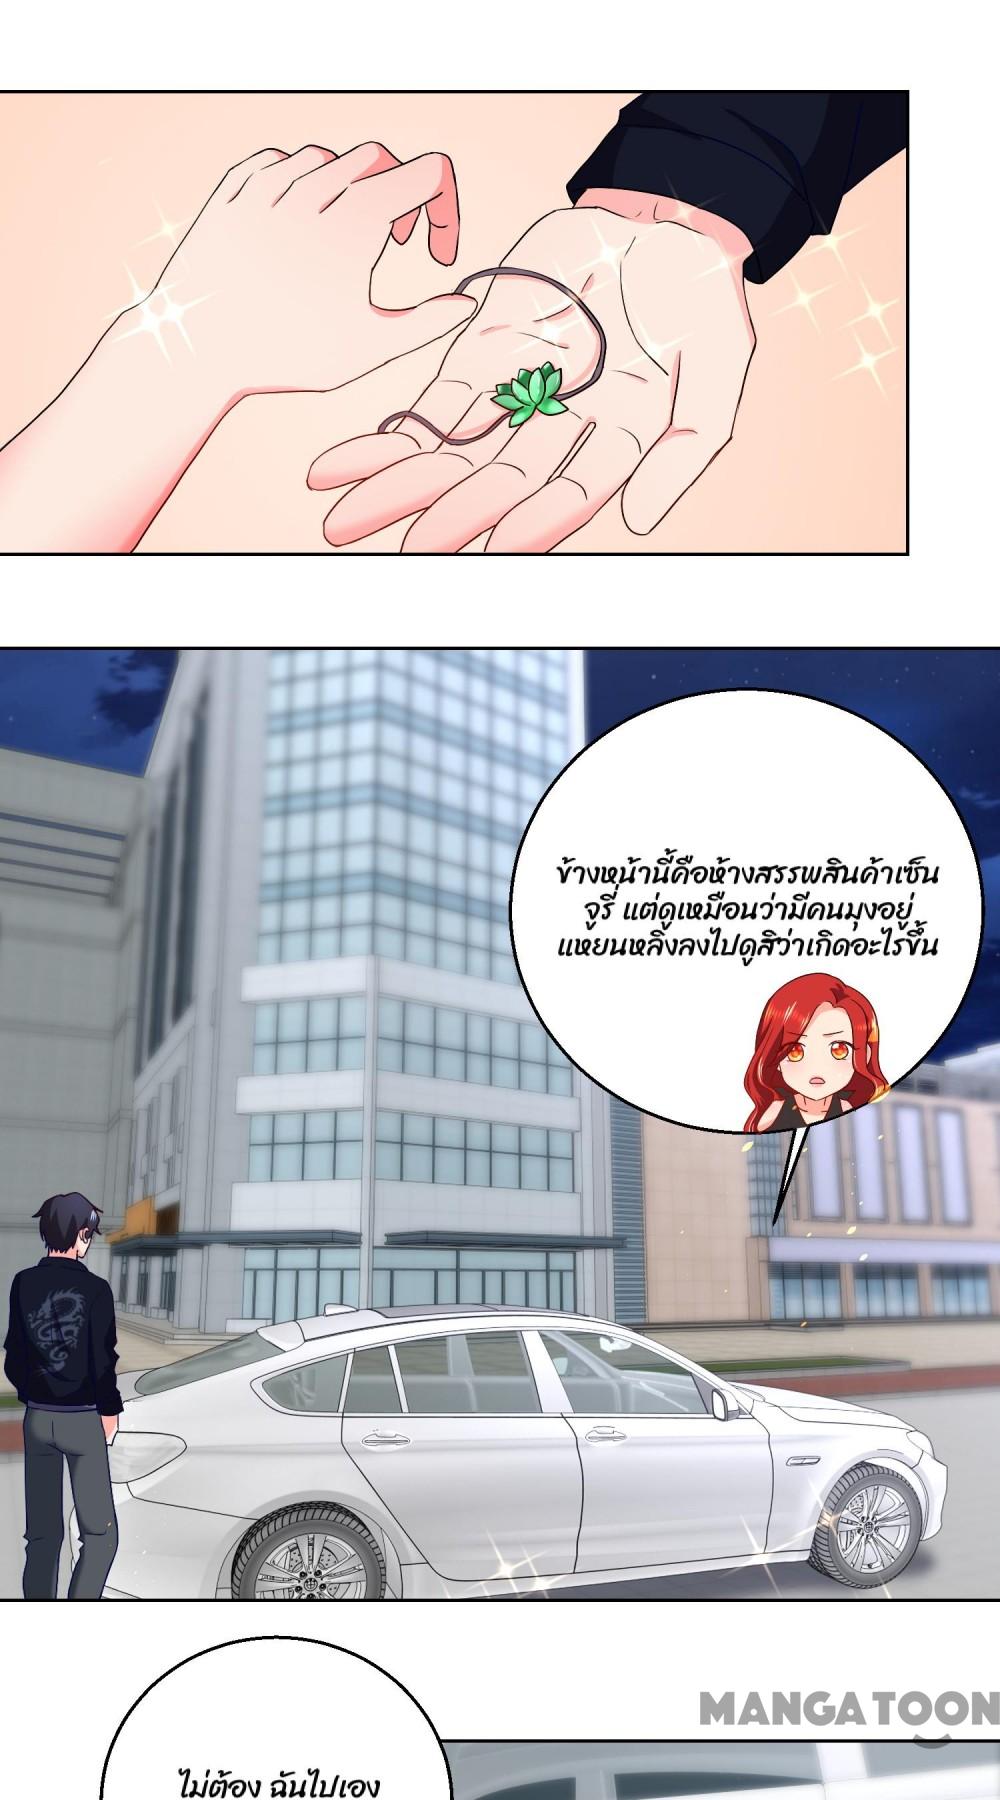 ข้างหน้านี้คือห้างสรรพสินค้าเซ็น
จูรี่ แต่ดูเหมือนว่ามีคนมุงอยู่
แหยนหลิงลงไปดูสิว่าเกิดอะไรขึ้น
MANGATOON
ไม่ต้อง ฉันไปเอง